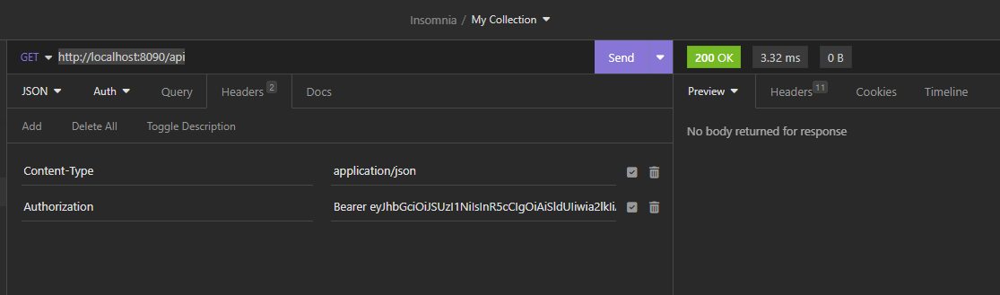 Insomnia / My Collection
GET http://localhost:8090/api Send 200 OK 3.32 ms 0 B
JSON Auth Query Headers 2 Docs Preview Headers 11 Cookies Timeline
Add Delete All Toggle Description
No body returned for response
Content-Type application/json
Authorization Bearer eyJhbGciOiJSUzI1NiIsInR5cCIgOiAiSldUIiwia2lkIiA